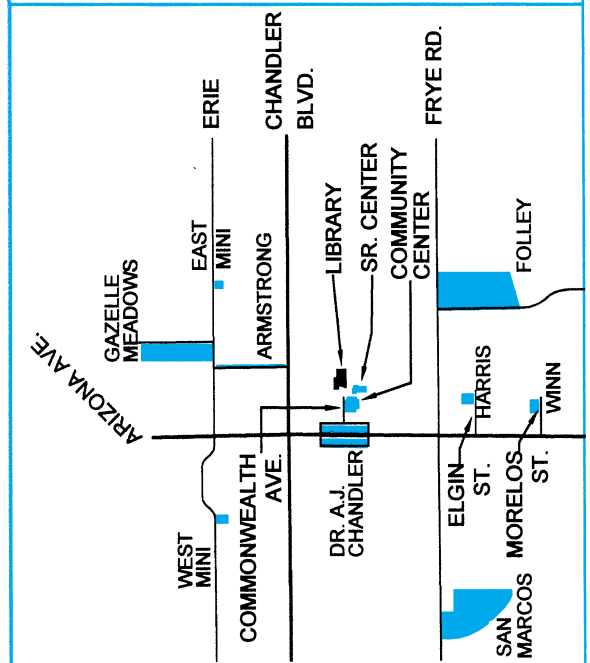 ERIE
CHANDLER
BLVD.
FRYE RD.
EAST
MINI
GAZELLE
MEADOWS
ARMSTRONG
LIBRARY
SR. CENTER
COMMUNITY
CENTER
FOLLEY
ARIZONA AVE.
HARRIS
WINN
WEST
MINI
COMMONWEALTH
AVE.
DR. A.J.
CHANDLER
ELGIN
ST.
MORELOS
ST.
SAN
MARCOS